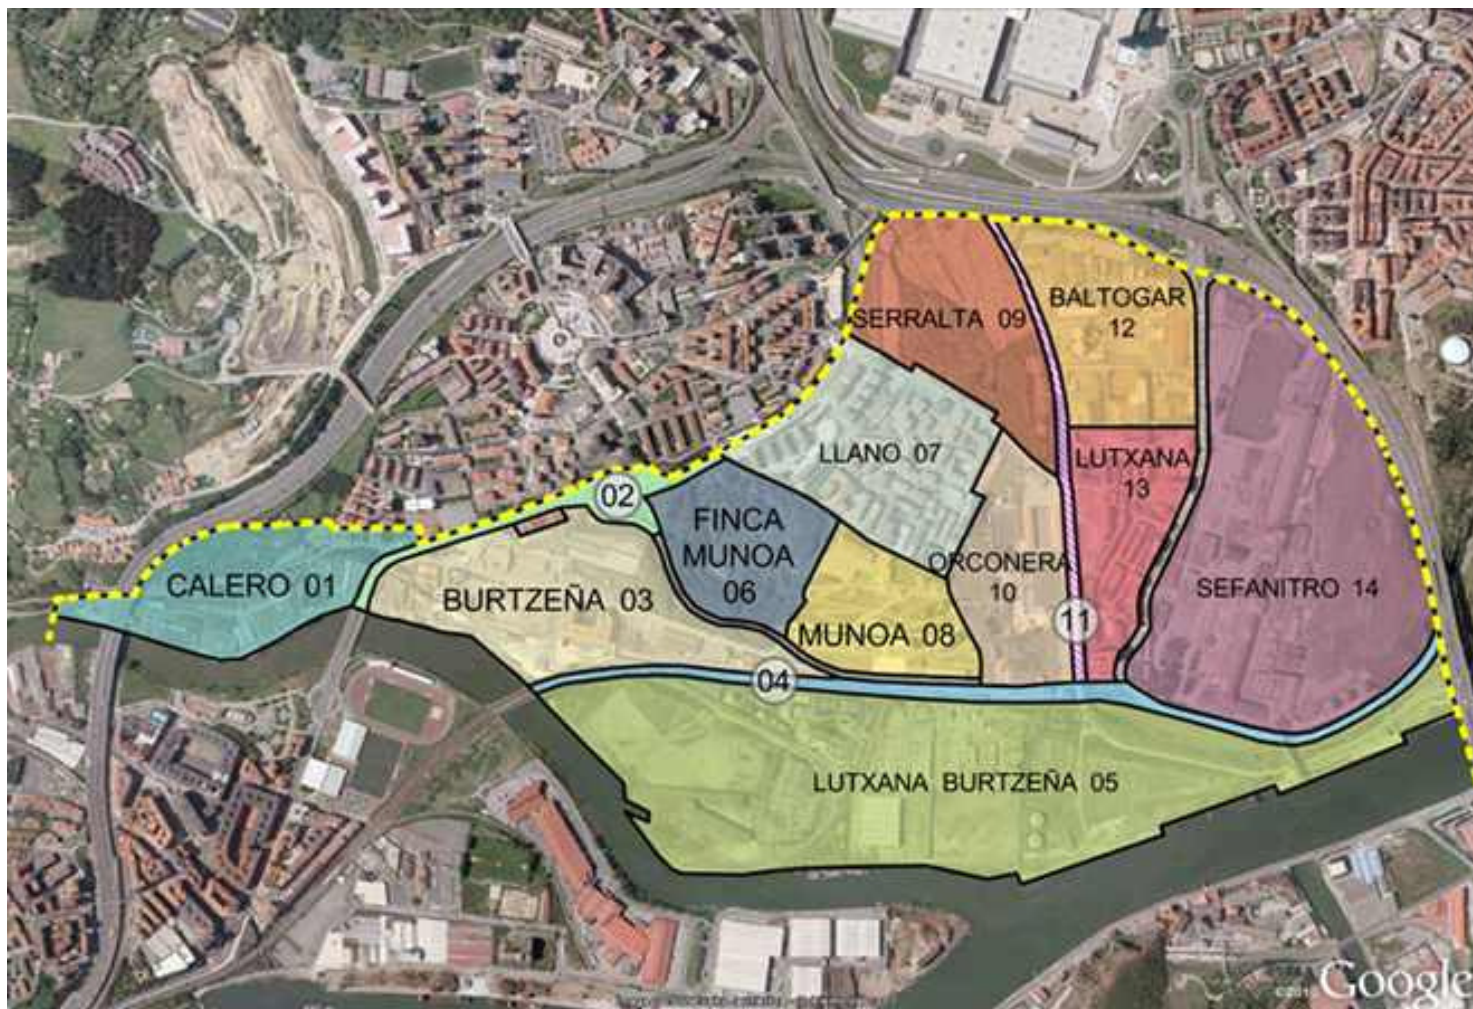 SERRALTA 09
BALTOGAR
12
LLANO 07
LUTXANA
13
02
FINCA
MUNOA
06
ORCONERA
10
CALERO 01
BURTZEÑA 03
SEFANITRO 14
MUNOA 08
11
04
LUTXANA BURTZEÑA 05
Google